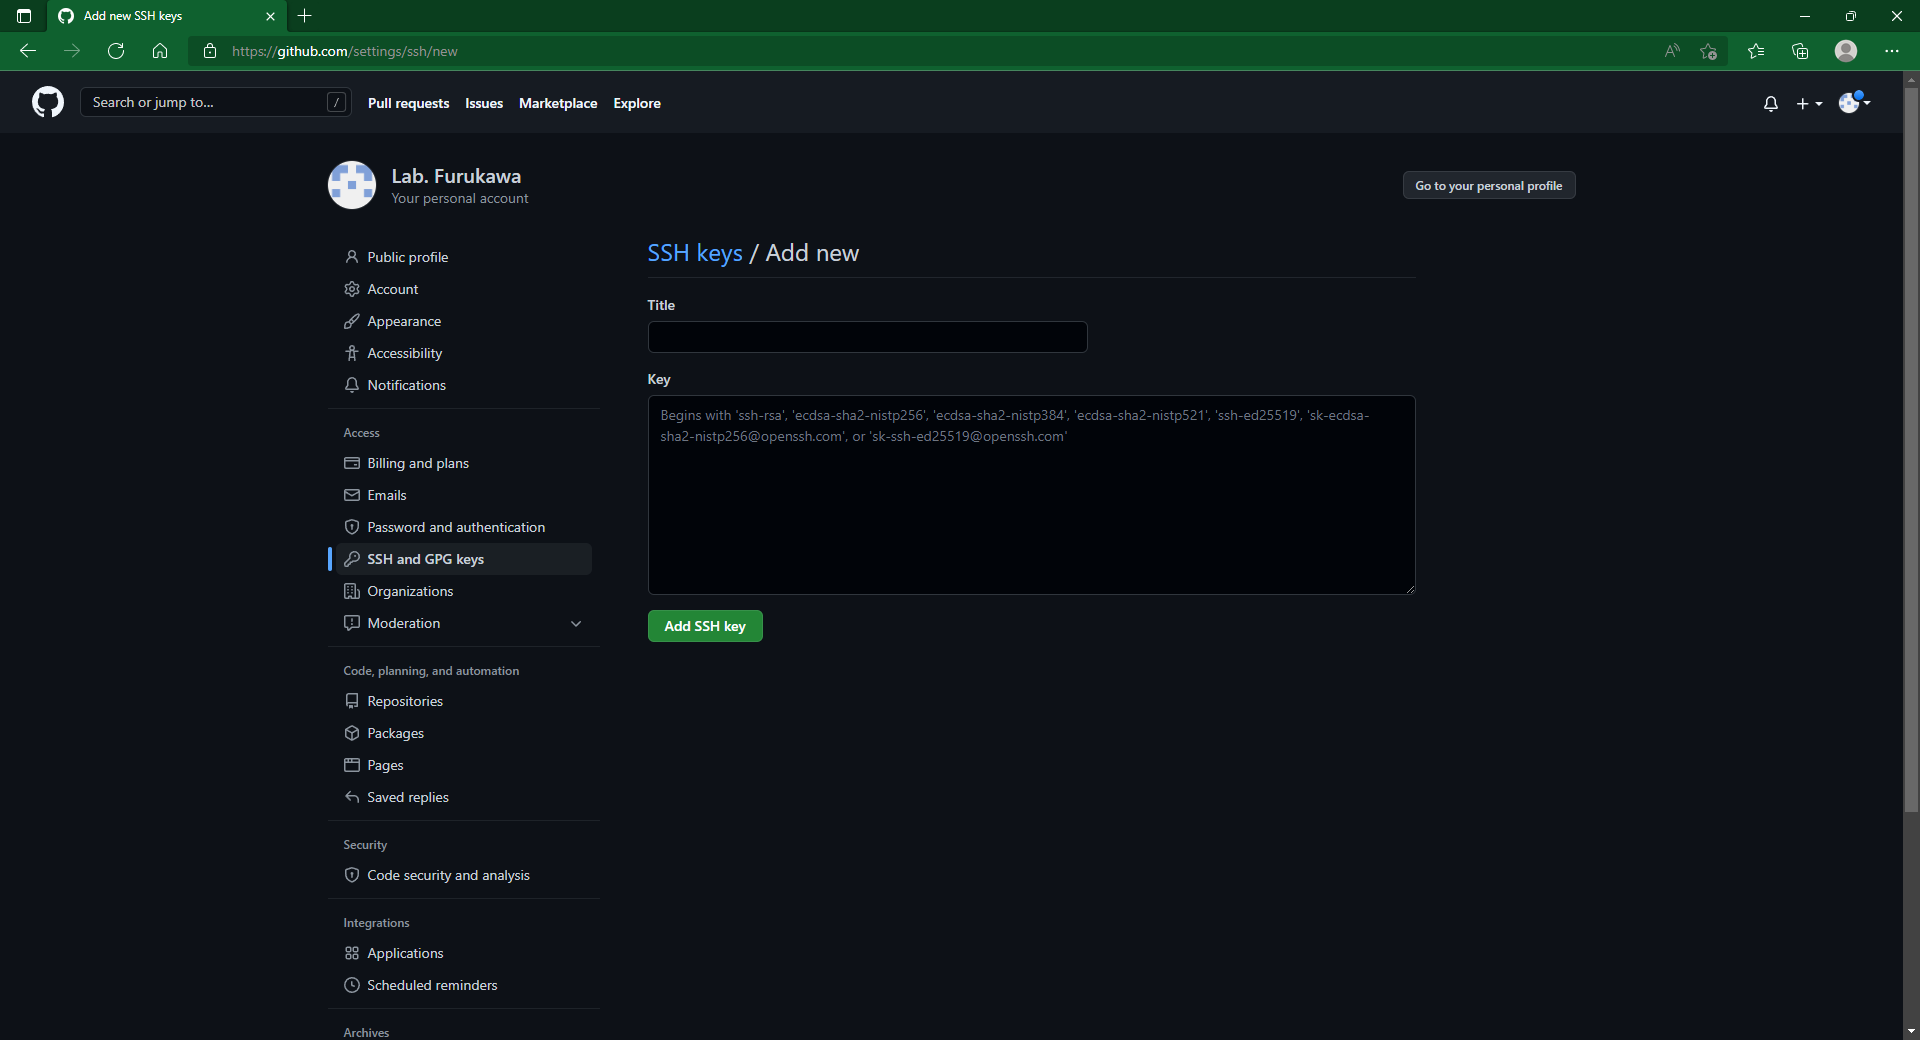 Add new SSH keys
https://github.com/settings/ssh/new
Search or jump to... /
Pull requests Issues Marketplace Explore
Lab. Furukawa
Your personal account
Go to your personal profile
Public profile
Account
Appearance
Accessibility
Notifications
Access
Billing and plans
Emails
Password and authentication
SSH and GPG keys
Organizations
Moderation
Code, planning, and automation
Repositories
Packages
Pages
Saved replies
Security
Code security and analysis
Integrations
Applications
Scheduled reminders
Archives
SSH keys / Add new
Title
Key
Begins with 'ssh-rsa', 'ecdsa-sha2-nistp256', 'ecdsa-sha2-nistp384', 'ecdsa-sha2-nistp521', 'ssh-ed25519', 'sk-ecdsa-
sha2-nistp256@openssh.com', or 'sk-ssh-ed25519@openssh.com'
Add SSH key